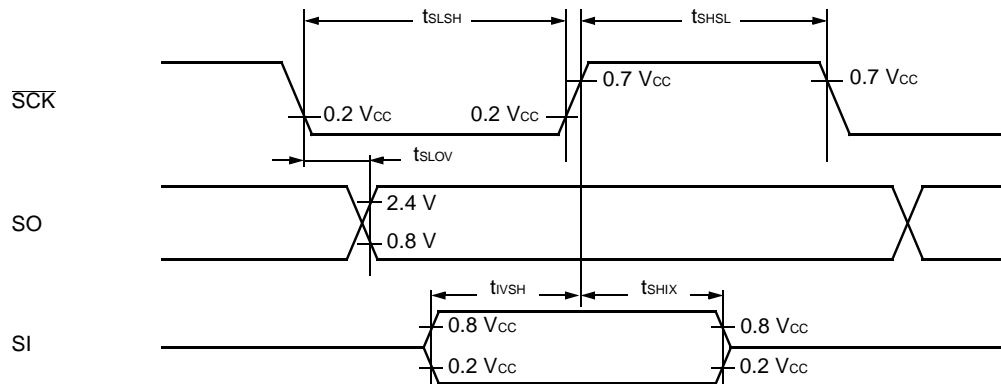 tSLSH tSHSL
SCK 0.2 VCC 0.2 VCC 0.7 VCC 0.7 VCC
tSLOV
SO 2.4 V
0.8 V
tIVSH tSHIX
SI 0.8 VCC 0.8 VCC
0.2 VCC 0.2 VCC